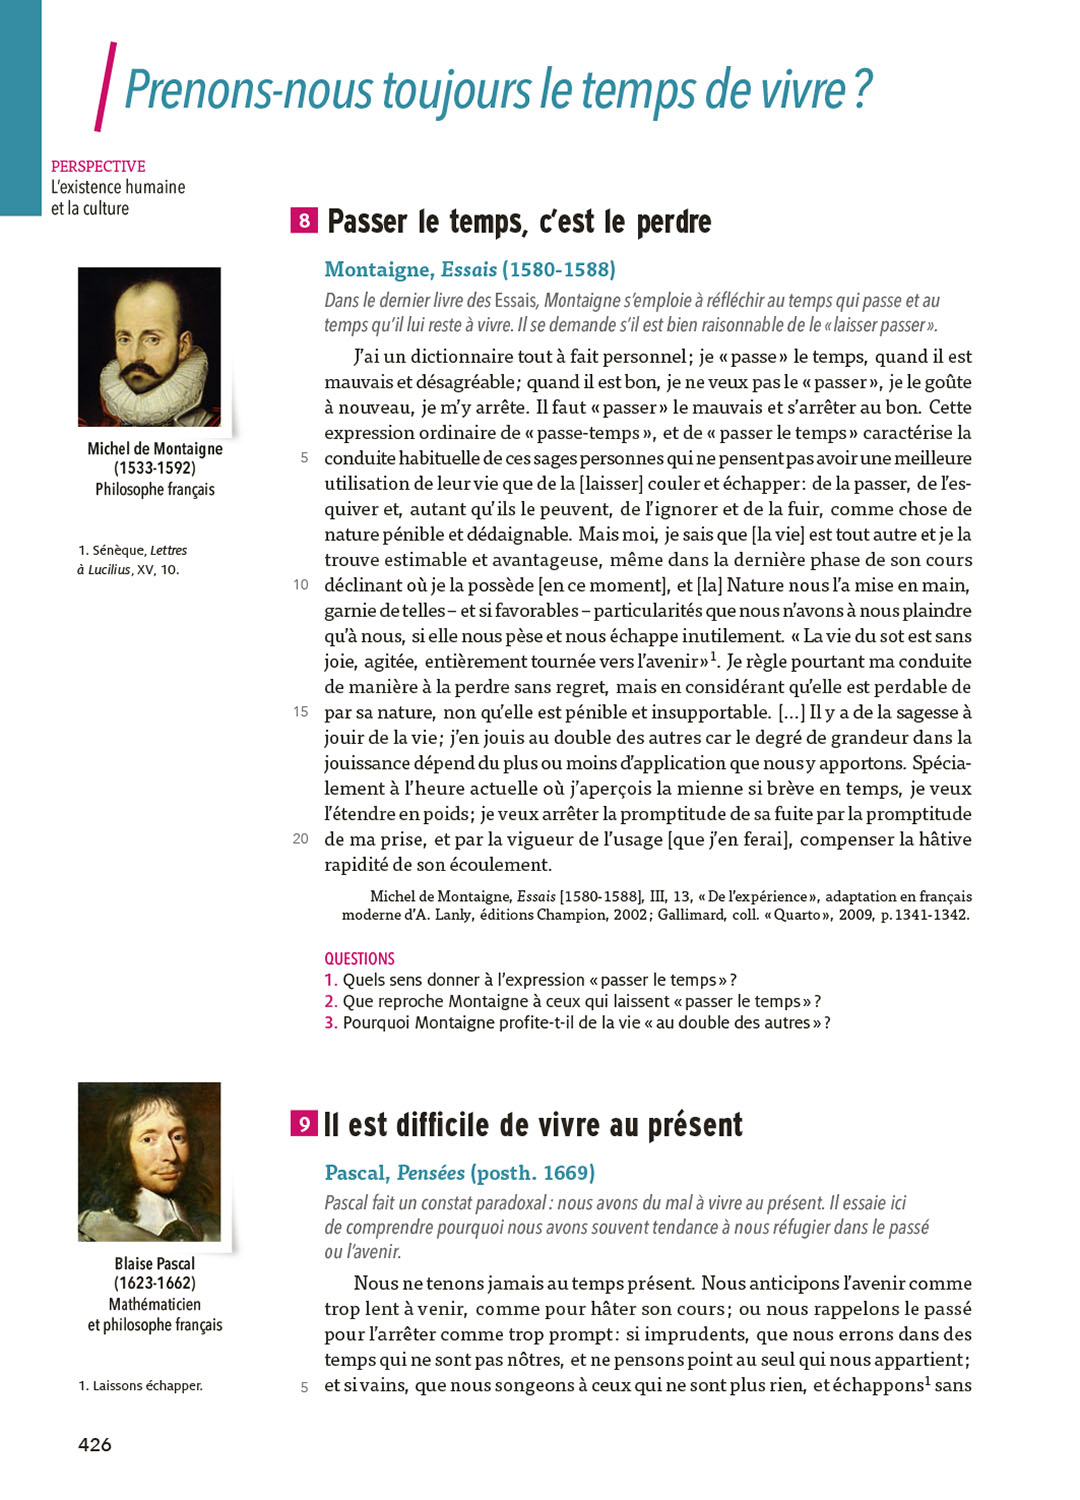 Prenons-nous toujours le temps de vivre ?
PERSPECTIVE
L'existence humaine
et la culture
8 Passer le temps, c'est le perdre
Montaigne, Essais (1580-1588)
Dans le dernier livre des Essais, Montaigne s'emploie à réfléchir au temps qui passe et au
temps qu'il lui reste à vivre. Il se demande s'il est bien raisonnable de le « laisser passer ».
Michel de Montaigne
(1533-1592)
Philosophe français
1. Sénèque, Lettres
à Lucilius, XV, 10.
J'ai un dictionnaire tout à fait personnel ; je « passe » le temps, quand il est
mauvais et désagréable ; quand il est bon, je ne veux pas le « passer », je le goûte
à nouveau, je m'y arrête. Il faut « passer » le mauvais et s'arrêter au bon. Cette
expression ordinaire de « passe-temps », et de « passer le temps » caractérise la
5 conduite habituelle de ces sages personnes qui ne pensent pas avoir une meilleure
utilisation de leur vie que de la [laisser] couler et échapper : de la passer, de l'es-
quiver et, autant qu'ils le peuvent, de l'ignorer et de la fuir, comme chose de
nature pénible et dédaignable. Mais moi, je sais que [la vie] est tout autre et je la
trouve estimable et avantageuse, même dans la dernière phase de son cours
10 déclinant où je la possède [en ce moment], et [la] Nature nous l'a mise en main,
garnie de telles – et si favorables – particularités que nous n'avons à nous plaindre
qu'à nous, si elle nous pèse et nous échappe inutilement. « La vie du sot est sans
joie, agitée, entièrement tournée vers l'avenir »1. Je règle pourtant ma conduite
de manière à la perdre sans regret, mais en considérant qu'elle est perdable de
15 par sa nature, non qu'elle est pénible et insupportable. [...] Il y a de la sagesse à
jouir de la vie ; j'en jouis au double des autres car le degré de grandeur dans la
jouissance dépend du plus ou moins d'application que nous y apportons. Spécia-
lement à l'heure actuelle où j'aperçois la mienne si brève en temps, je veux
l'étendre en poids ; je veux arrêter la promptitude de sa fuite par la promptitude
20 de ma prise, et par la vigueur de l'usage [que j'en ferai], compenser la hâtive
rapidité de son écoulement.
Michel de Montaigne, Essais [1580-1588], III, 13, « De l'expérience », adaptation en français
moderne d'A. Lanly, éditions Champion, 2002 ; Gallimard, coll. « Quarto », 2009, p. 1341-1342.
QUESTIONS
1. Quels sens donner à l'expression « passer le temps » ?
2. Que reproche Montaigne à ceux qui laissent « passer le temps » ?
3. Pourquoi Montaigne profite-t-il de la vie « au double des autres » ?
9 Il est difficile de vivre au présent
Pascal, Pensées (posth. 1669)
Pascal fait un constat paradoxal : nous avons du mal à vivre au présent. Il essaie ici
de comprendre pourquoi nous avons souvent tendance à nous réfugier dans le passé
ou l'avenir.
Blaise Pascal
(1623-1662)
Mathématicien
et philosophe français
1. Laissons échapper.
Nous ne tenons jamais au temps présent. Nous anticipons l'avenir comme
trop lent à venir, comme pour hâter son cours ; ou nous rappelons le passé
pour l'arrêter comme trop prompt : si imprudents, que nous errons dans des
temps qui ne sont pas nôtres, et ne pensons point au seul qui nous appartient ;
5 et si vains, que nous songeons à ceux qui ne sont plus rien, et échappons1 sans
426